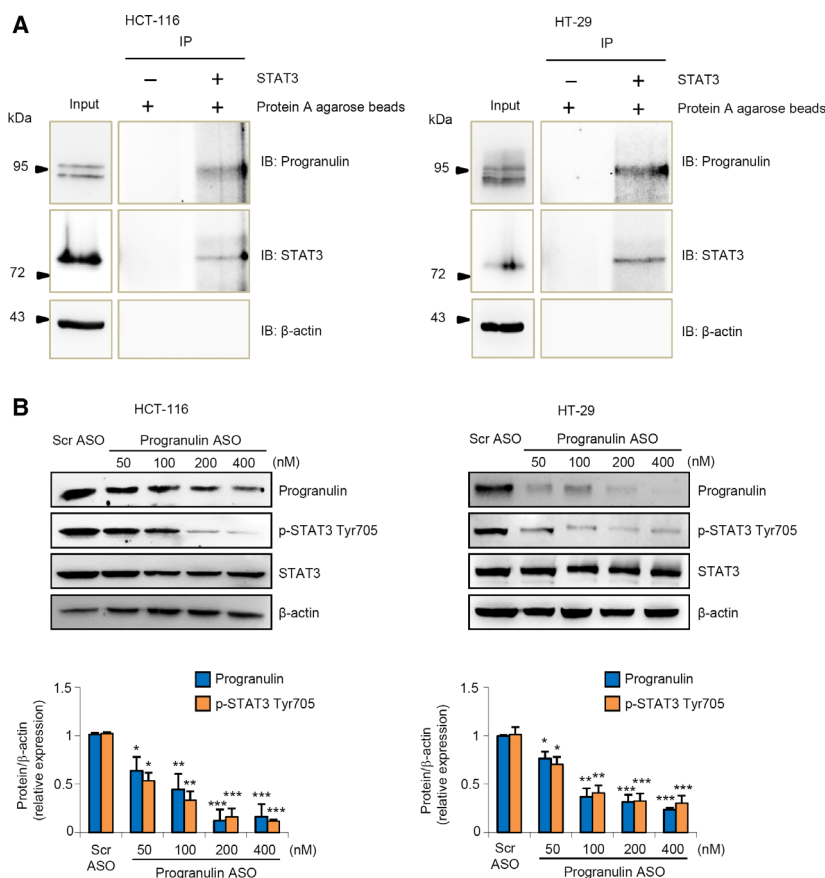 A
HCT-116
IP
− + STAT3
Input + + Protein A agarose beads
kDa
95 IB: Progranulin
72 IB: STAT3
43 IB: β-actin
HT-29
IP
− + STAT3
Input + + Protein A agarose beads
kDa
95 IB: Progranulin
72 IB: STAT3
43 IB: β-actin
B
HCT-116
Scr ASO Progranulin ASO
50 100 200 400 (nM)
Progranulin
p-STAT3 Tyr705
STAT3
β-actin
HT-29
Scr ASO Progranulin ASO
50 100 200 400 (nM)
Progranulin
p-STAT3 Tyr705
STAT3
β-actin
Progranulin
p-STAT3 Tyr705
Protein/β-actin
(relative expression)
1.5
1
0.5
0
* * ** ** *** *** *** ***
Scr
ASO
50 100 200 400 (nM)
Progranulin ASO
Progranulin
p-STAT3 Tyr705
Protein/β-actin
(relative expression)
1.5
1
0.5
0
* * ** ** *** *** *** ***
Scr
ASO
50 100 200 400 (nM)
Progranulin ASO